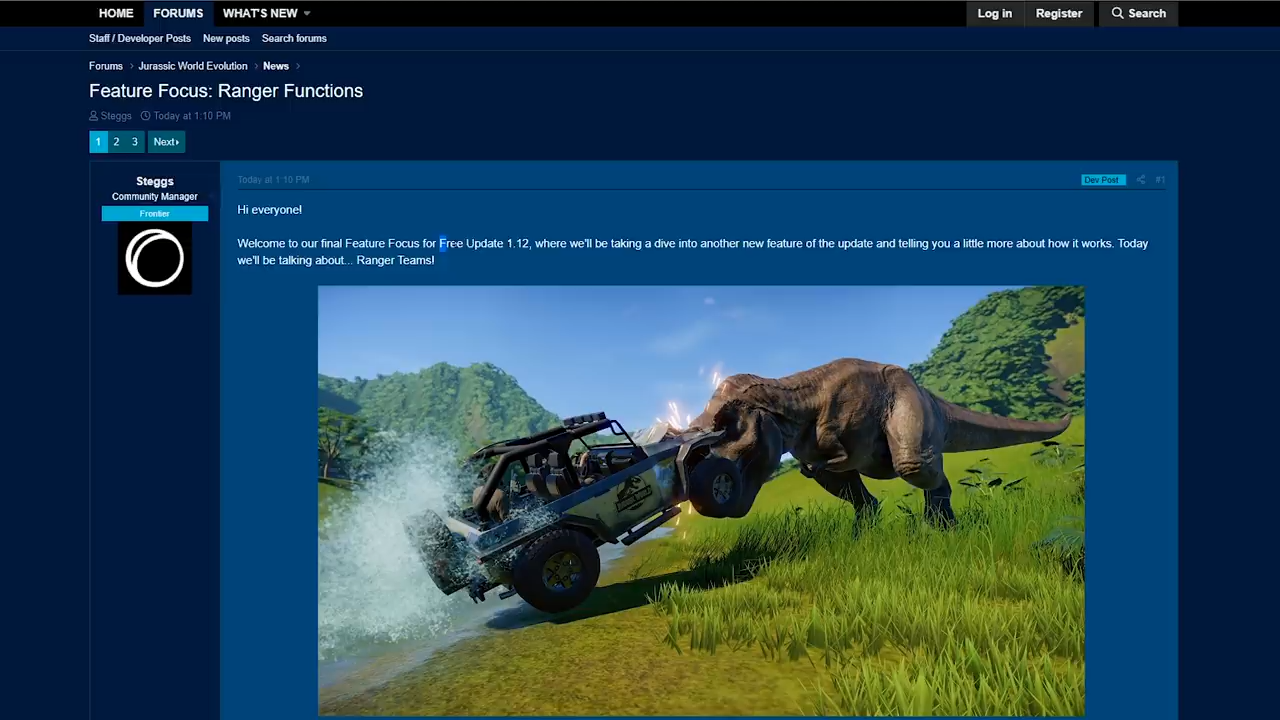 HOME FORUMS WHAT'S NEW Log in Register Search
Staff / Developer Posts New posts Search forums
Forums Jurassic World Evolution News
Feature Focus: Ranger Functions
Steggs Today at 1:10 PM
1 2 3 Next
Steggs
Community Manager
Frontier
Today at 1:10 PM Dev Post #1
Hi everyone!
Welcome to our final Feature Focus for Free Update 1.12, where we'll be taking a dive into another new feature of the update and telling you a little more about how it works. Today
we'll be talking about... Ranger Teams!
JURASSIC WORLD